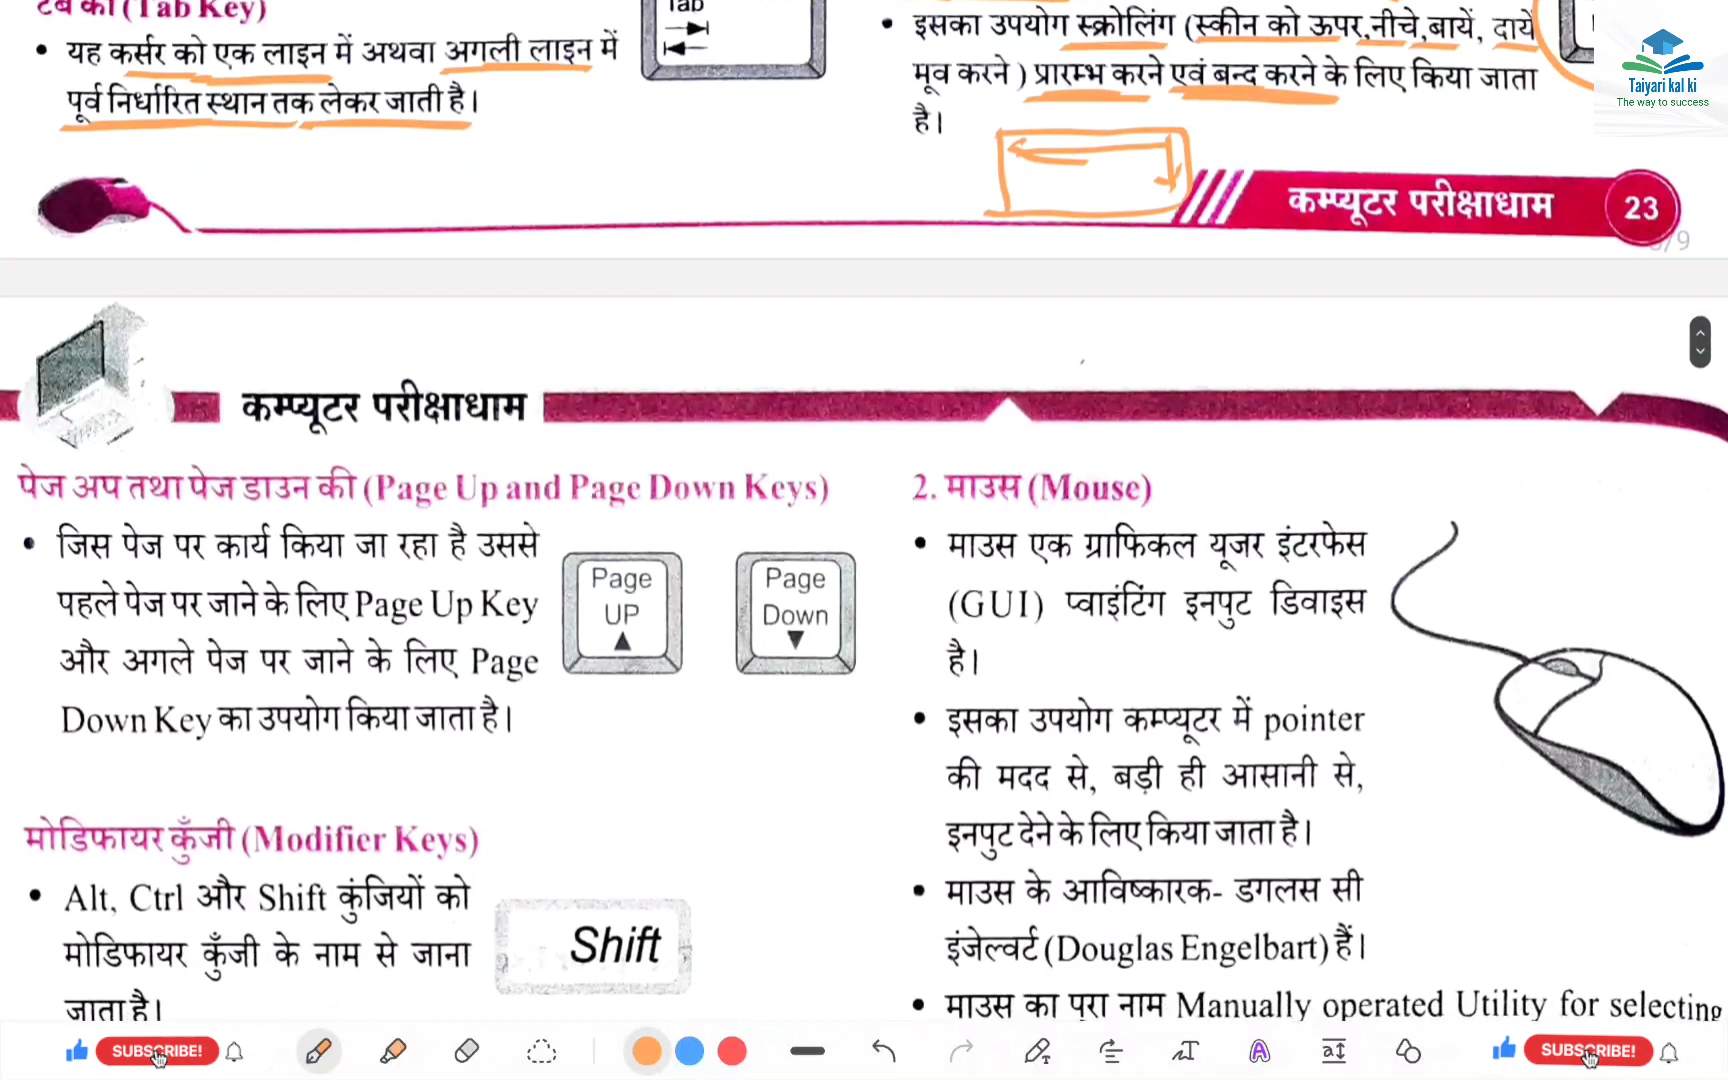 टैब की (Tab Key)
• यह कर्सर को एक लाइन में अथवा अगली लाइन में
पूर्व निर्धारित स्थान तक लेकर जाती है।
Tab
• इसका उपयोग स्क्रोलिंग (स्कीन को ऊपर,नीचे,बायें, दायें
मूव करने ) प्रारम्भ करने एवं बन्द करने के लिए किया जाता
है।
Taiyari kal ki
The way to success
कम्प्यूटर परीक्षाधाम 23
/9
कम्प्यूटर परीक्षाधाम
पेज अप तथा पेज डाउन की (Page Up and Page Down Keys)
• जिस पेज पर कार्य किया जा रहा है उससे
पहले पेज पर जाने के लिए Page Up Key
और अगले पेज पर जाने के लिए Page
Down Key का उपयोग किया जाता है।
Page
UP
Page
Down
मोडिफायर कुँजी (Modifier Keys)
• Alt, Ctrl और Shift कुंजियों को
मोडिफायर कुँजी के नाम से जाना
जाता है।
Shift
2. माउस (Mouse)
• माउस एक ग्राफिकल यूजर इंटरफेस
(GUI) प्वाइंटिंग इनपुट डिवाइस
है।
• इसका उपयोग कम्प्यूटर में pointer
की मदद से, बड़ी ही आसानी से,
इनपुट देने के लिए किया जाता है।
• माउस के आविष्कारक- डगलस सी
इंजेल्वर्ट (Douglas Engelbart) हैं।
• माउस का पूरा नाम Manually operated Utility for selecting
SUBSCRIBE!
SUBSCRIBE!